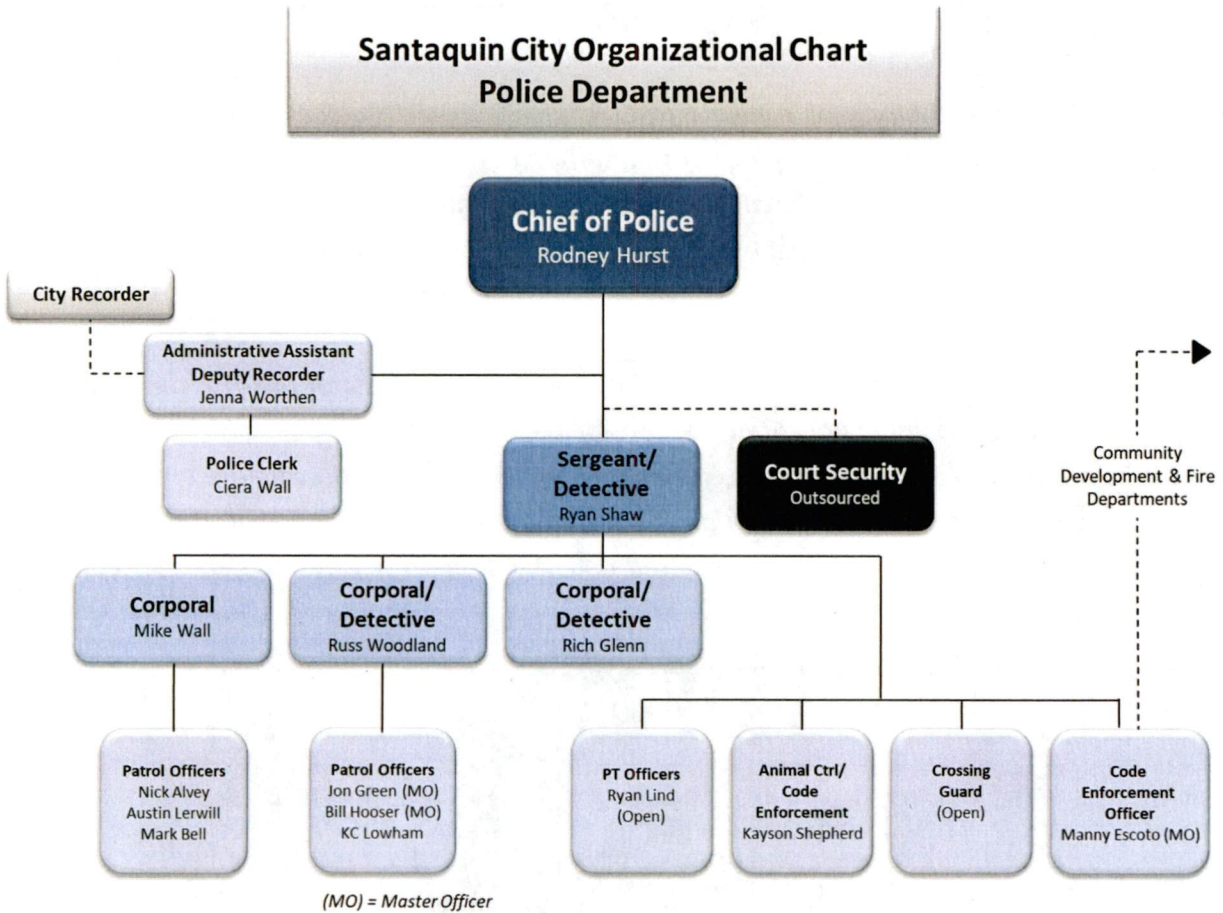 Santaquin City Organizational Chart
Police Department
Chief of Police
Rodney Hurst
City Recorder
Administrative Assistant
Deputy Recorder
Jenna Worthen
Police Clerk
Ciera Wall
Sergeant/
Detective
Ryan Shaw
Court Security
Outsourced
Community
Development & Fire
Departments
Corporal
Mike Wall
Corporal/
Detective
Russ Woodland
Corporal/
Detective
Rich Glenn
Patrol Officers
Nick Alvey
Austin Lerwill
Mark Bell
Patrol Officers
Jon Green (MO)
Bill Hooser (MO)
KC Lowham
PT Officers
Ryan Lind
(Open)
Animal Ctrl/
Code
Enforcement
Kayson Shepherd
Crossing
Guard
(Open)
Code
Enforcement
Officer
Manny Escoto (MO)
(MO) = Master Officer